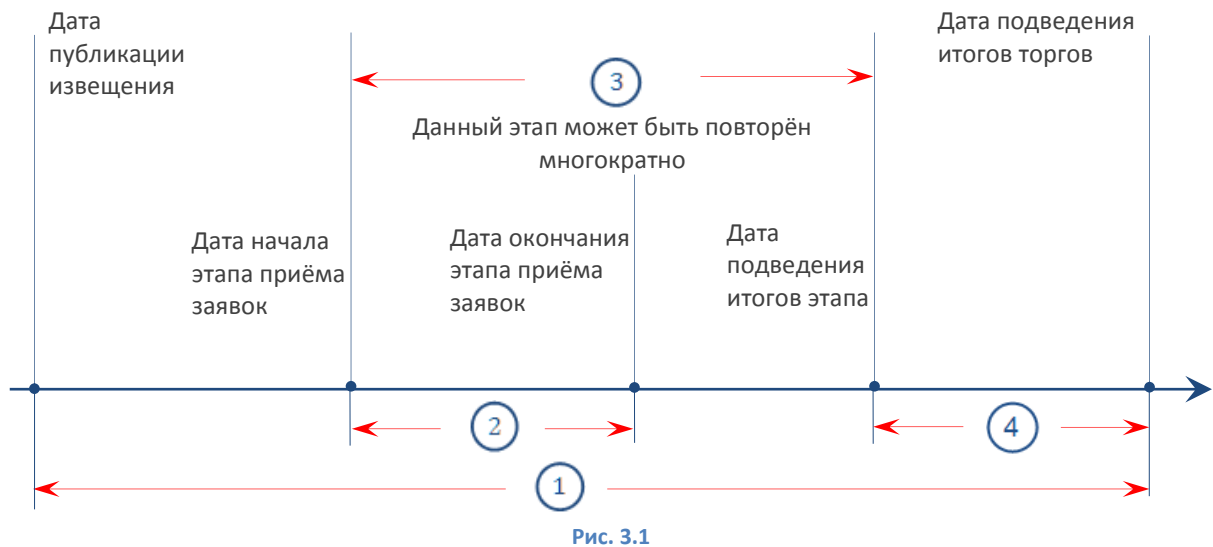 Дата
публикации
извещения
Дата подведения
итогов торгов
3
Данный этап может быть повторён
многократно
Дата начала
этапа приёма
заявок
Дата окончания
этапа приёма
заявок
Дата
подведения
итогов этапа
2
4
1
Рис. 3.1